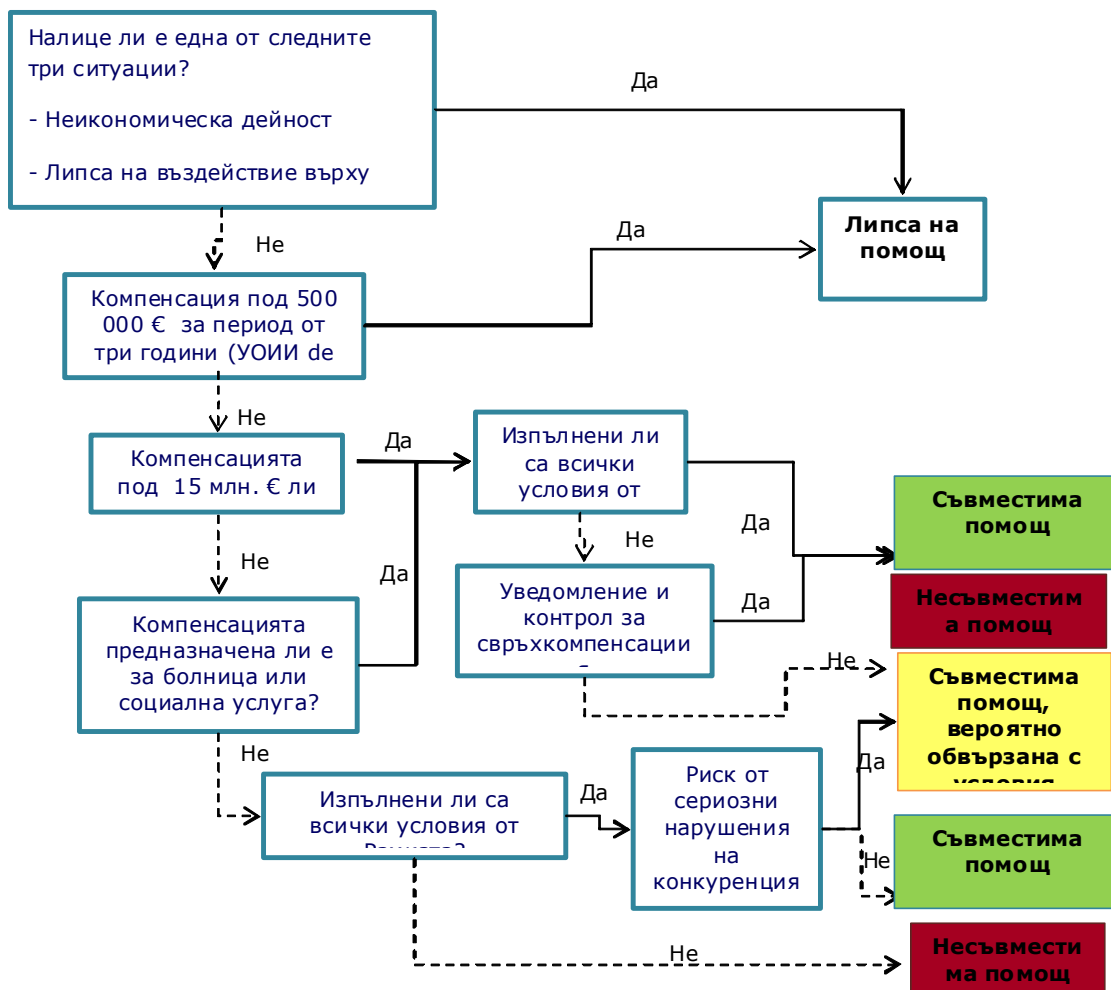 Налице ли е една от следните
три ситуации?
- Неикономическа дейност
- Липса на въздействие върху
Да
Липса на
помощ
Не
Да
Компенсация под 500
000 € за период от
три години (УОИИ de
Не
Компенсацията
под 15 млн. € ли
Да
Изпълнени ли
са всички
условия от
Да
Съвместима
помощ
Не
Не
Да
Компенсацията
предназначена ли е
за болница или
социална услуга?
Уведомление и
контрол за
свръхкомпенсации
Да
Несъвместим
а помощ
Не
Съвместима
помощ,
вероятно
обвързана с
условия
Не
Изпълнени ли са
всички условия от
Рамката?
Да
Риск от
сериозни
нарушения
на
конкуренция
Да
Не
Съвместима
помощ
Не
Несъвмести
ма помощ